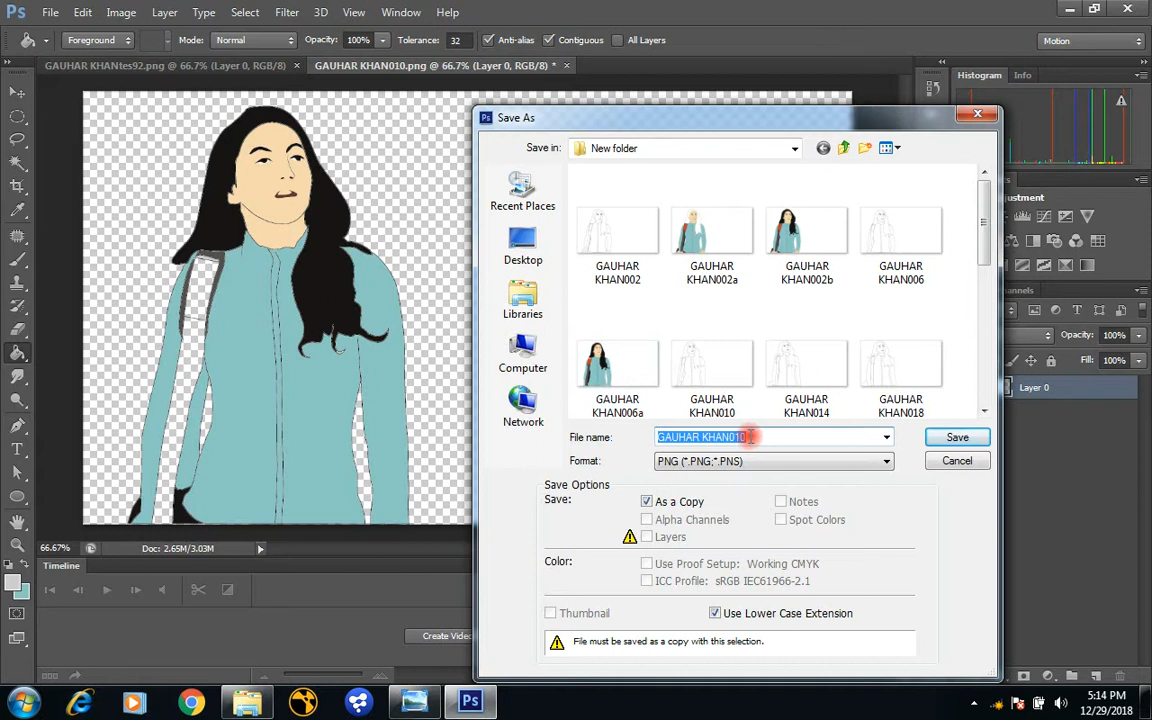 Ps File Edit Image Layer Type Select Filter 3D View Window Help
Foreground Mode: Normal Opacity: 100% Tolerance: 32 Anti-alias Contiguous All Layers Motion
GAUHAR KHANtes92.png @ 66.7% (Layer 0, RGB/8) × GAUHAR KHAN010.png @ 66.7% (Layer 0, RGB/8) * ×
Histogram Info
Save As
Save in: New folder
Recent Places
Desktop
Libraries
Computer
Network
GAUHAR KHAN002
GAUHAR KHAN002a
GAUHAR KHAN002b
GAUHAR KHAN006
GAUHAR KHAN006a
GAUHAR KHAN010
GAUHAR KHAN014
GAUHAR KHAN018
File name: GAUHAR KHAN010 Save
Format: PNG (*.PNG;*.PNS) Cancel
Save Options
Save: As a Copy Notes
Alpha Channels Spot Colors
Layers
Color: Use Proof Setup: Working CMYK
ICC Profile: sRGB IEC61966-2.1
Thumbnail Use Lower Case Extension
File must be saved as a copy with this selection.
djustment
hannels
Opacity: 100%
Fill: 100%
Layer 0
66.67% Doc: 2.65M/3.03M
Timeline
Create Video
5:14 PM
12/29/2018